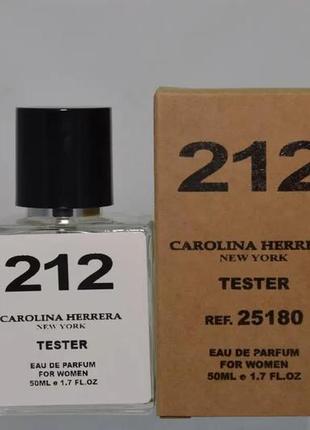 212
CAROLINA HERRERA
NEW YORK
TESTER
EAU DE PARFUM
FOR WOMEN
50ML e 1.7 FL.OZ
212
CAROLINA HERRER
NEW YORK
TESTER
REF. 25180
EAU DE PARFUM
FOR WOMEN
50ML e 1.7 FL.OZ